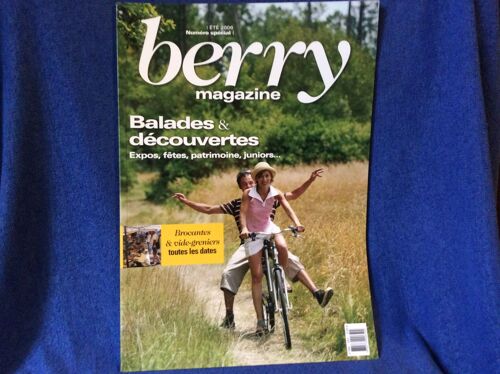 | ÉTÉ 2006
Numéro spécial |
berry
magazine
Balades &
découvertes
Expos, fêtes, patrimoine, juniors...
Brocantes
& vide-greniers
toutes les dates